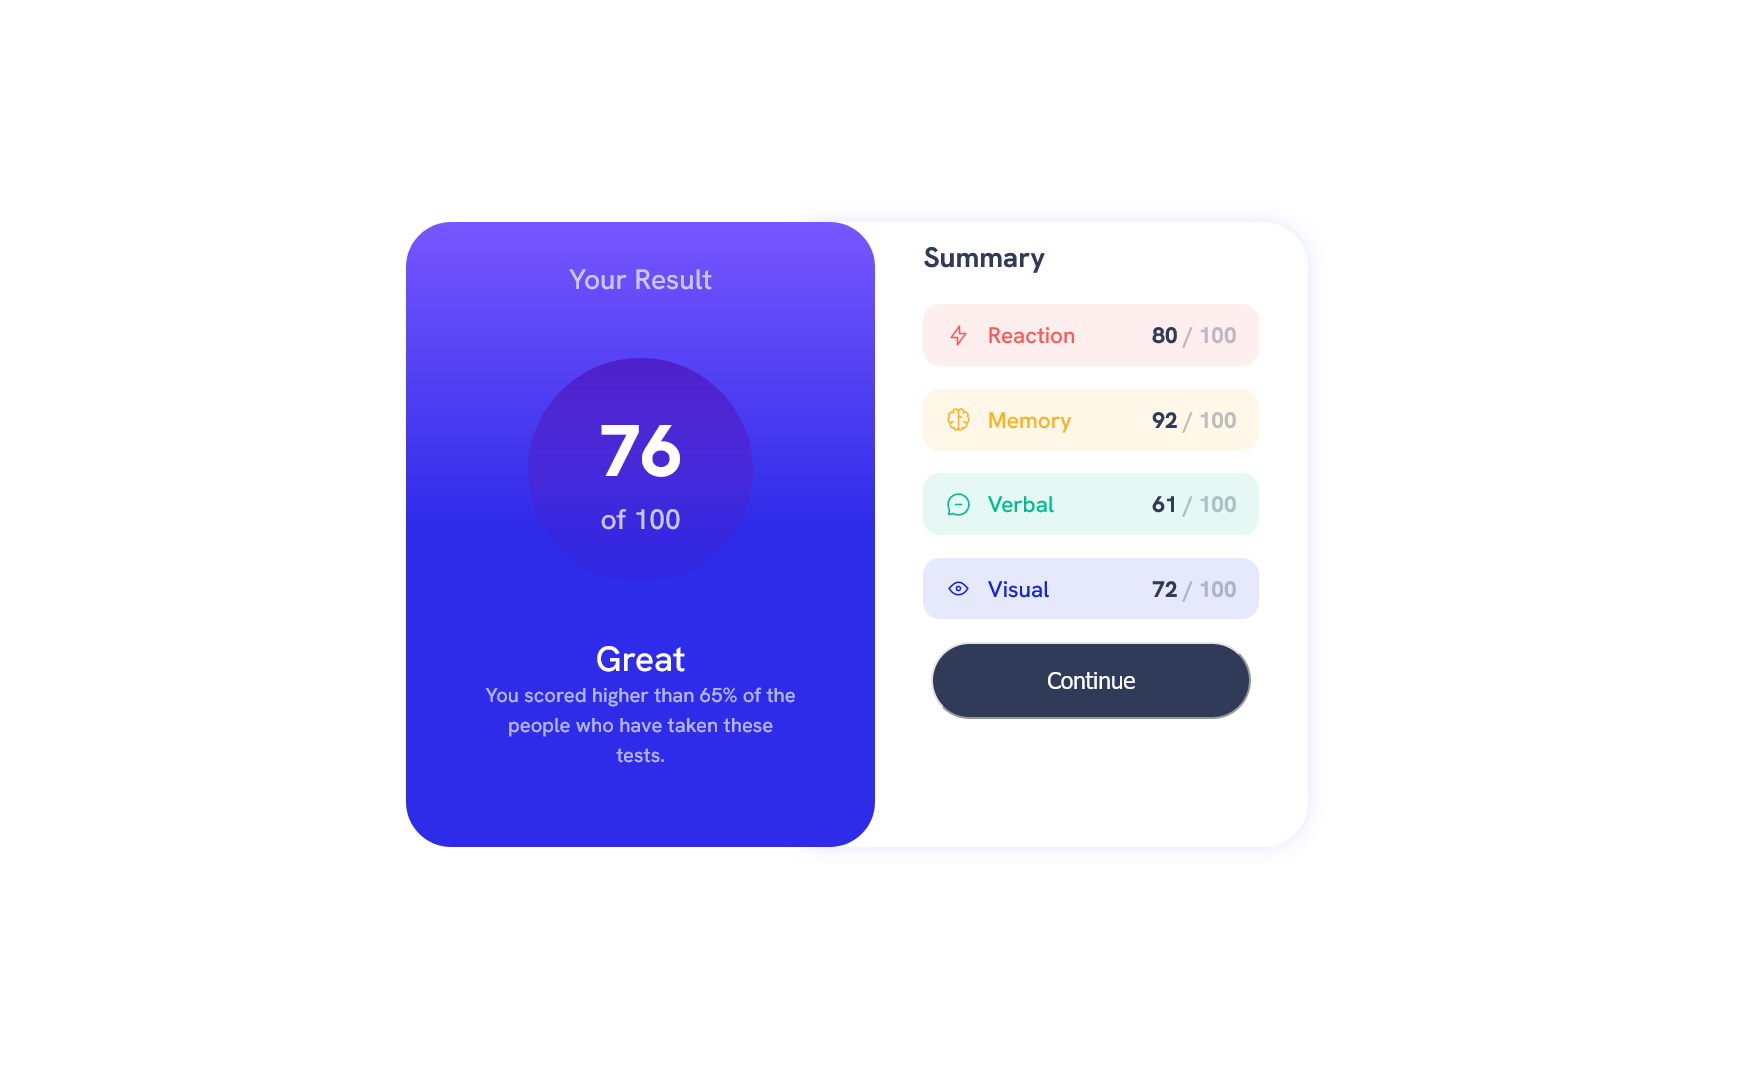 Your Result
76
of 100
Great
You scored higher than 65% of the
people who have taken these
tests.
Summary
Reaction 80 / 100
Memory 92 / 100
Verbal 61 / 100
Visual 72 / 100
Continue